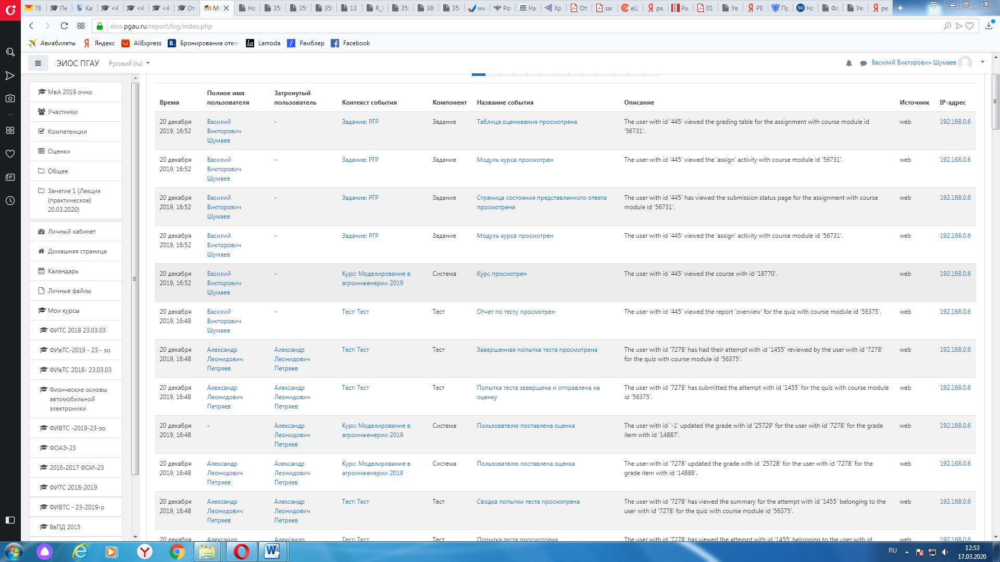 78
Пе
Ка
<4
<4
<4
От
Ма
Но
350
350
350
13.
R_F
350
380
350
ww
Ро
На
Хр
Oth
sar
eLI
ра
Ра
01
Ув
РЕ
Пр
50 Но
Фо
Ув
ре
eios.pgau.ru/report/log/index.php
Авиабилеты
Яндекс
AliExpress
B. Бронирование отеле
la Lamoda
Рамблер
Facebook
ЭИОС ПГАУ
Русский (ru)
Василий Викторович Шумаев
МвА 2019 очно
Участники
Компетенции
Оценки
Общее
Занятие 1 (Лекция
(практическое)
20.03.2020)
Личный кабинет
Домашняя страница
Календарь
Личные файлы
Мои курсы
ФИТС 2018 23.03.03
ФИвТС-2019 - 23 - зо
ФИвТС 2018- 23.03.03
Физические основы
автомобильной
электроники
ФИВТС -2019-23-зо
ФОАЭ-23
2016-2017 ФОИ-23
ФИТС 2018-2019
ФИВТС - 23-2019-о
ВвПД 2015
Время
Полное имя
пользователя
Затронутый
пользователь
Контекст события
Компонент
Название события
Описание
Источник
IP-адрес
20 декабря
2019, 16:52
Василий
Викторович
Шумаев
-
Задание: РГР
Задание
Таблица оценивания просмотрена
The user with id '445' viewed the grading table for the assignment with course module id
'56731'.
web
192.168.0.6
20 декабря
2019, 16:52
Василий
Викторович
Шумаев
-
Задание: РГР
Задание
Модуль курса просмотрен
The user with id '445' viewed the 'assign' activity with course module id '56731'.
web
192.168.0.6
20 декабря
2019, 16:52
Василий
Викторович
Шумаев
-
Задание: РГР
Задание
Страница состояния представленного ответа
просмотрена
The user with id '445' has viewed the submission status page for the assignment with course
module id '56731'.
web
192.168.0.6
20 декабря
2019, 16:52
Василий
Викторович
Шумаев
-
Задание: РГР
Задание
Модуль курса просмотрен
The user with id '445' viewed the 'assign' activity with course module id '56731'.
web
192.168.0.6
20 декабря
2019, 16:52
Василий
Викторович
Шумаев
-
Курс: Моделирование в
агроинженерии 2019
Система
Курс просмотрен
The user with id '445' viewed the course with id '18770'.
web
192.168.0.6
20 декабря
2019, 16:49
Василий
Викторович
Шумаев
-
Тест: Тест
Тест
Отчет по тесту просмотрен
The user with id '445' viewed the report 'overview' for the quiz with course module id '56375'.
web
192.168.0.6
20 декабря
2019, 16:48
Александр
Леонидович
Петряев
Александр
Леонидович
Петряев
Тест: Тест
Тест
Завершенная попытка теста просмотрена
The user with id '7278' has had their attempt with id '1455' reviewed by the user with id '7278'
for the quiz with course module id '56375'.
web
192.168.0.6
20 декабря
2019, 16:48
Александр
Леонидович
Петряев
Александр
Леонидович
Петряев
Тест: Тест
Тест
Попытка теста завершена и отправлена на
оценку
The user with id '7278' has submitted the attempt with id '1455' for the quiz with course module
id '56375'.
web
192.168.0.6
20 декабря
2019, 16:48
-
Александр
Леонидович
Петряев
Курс: Моделирование в
агроинженерии 2019
Система
Пользователю поставлена оценка
The user with id '-1' updated the grade with id '25729' for the user with id '7278' for the grade
item with id '14887'.
web
192.168.0.6
20 декабря
2019, 16:48
Александр
Леонидович
Петряев
Александр
Леонидович
Петряев
Курс: Моделирование в
агроинженерии 2019
Система
Пользователю поставлена оценка
The user with id '7278' updated the grade with id '25728' for the user with id '7278' for the
grade item with id '14888'.
web
192.168.0.6
20 декабря
2019, 16:48
Александр
Леонидович
Петряев
Александр
Леонидович
Петряев
Тест: Тест
Тест
Сводка попытки теста просмотрена
The user with id '7278' has viewed the summary for the attempt with id '1455' belonging to the
user with id '7278' for the quiz with course module id '56375'.
web
192.168.0.6
20 декабря
Александр
Александр
Тест: Тест
Тест
Попытка теста просмотрена
The user with id '7278' has viewed the attempt with id '1455' belonging to the user with id
web
192.168.0.6
RU
12:53
17.03.2020